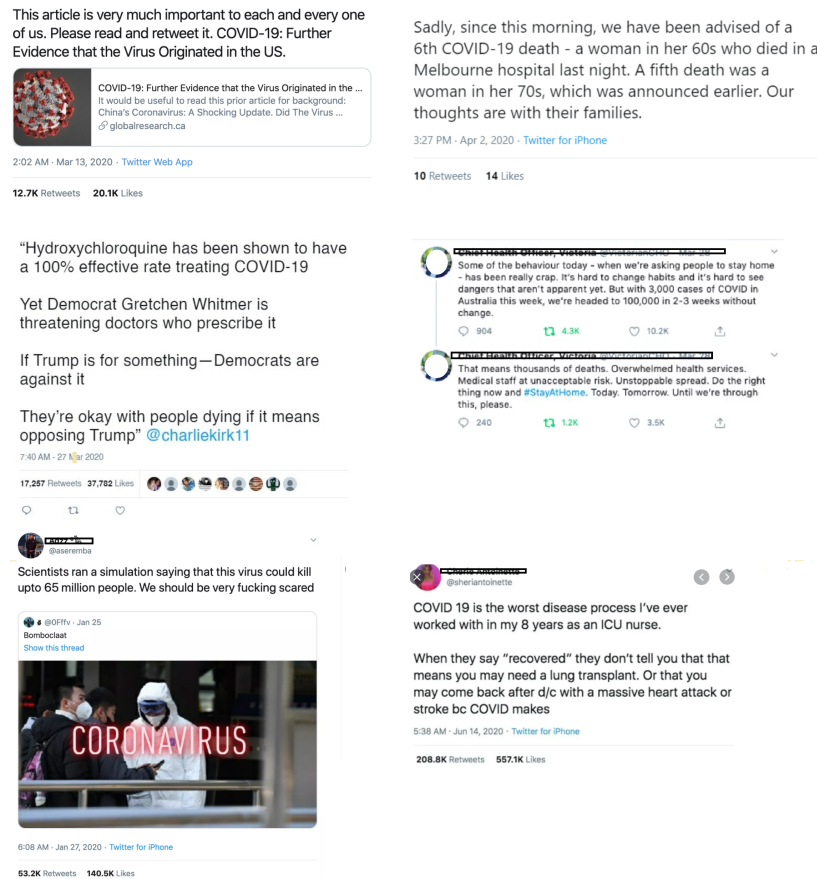 This article is very much important to each and every one
of us. Please read and retweet it. COVID-19: Further
Evidence that the Virus Originated in the US.
COVID-19: Further Evidence that the Virus Originated in the ...
It would be useful to read this prior article for background:
China's Coronavirus: A Shocking Update. Did The Virus ...
globalresearch.ca
2:02 AM · Mar 13, 2020 · Twitter Web App
12.7K Retweets 20.1K Likes
Sadly, since this morning, we have been advised of a
6th COVID-19 death - a woman in her 60s who died in a
Melbourne hospital last night. A fifth death was a
woman in her 70s, which was announced earlier. Our
thoughts are with their families.
3:27 PM · Apr 2, 2020 · Twitter for iPhone
10 Retweets 14 Likes
“Hydroxychloroquine has been shown to have
a 100% effective rate treating COVID-19
Yet Democrat Gretchen Whitmer is
threatening doctors who prescribe it
If Trump is for something—Democrats are
against it
They’re okay with people dying if it means
opposing Trump” @charliekirk11
7:40 AM - 27 Mar 2020
17,257 Retweets 37,782 Likes
Chief Health Officer, Victoria @VictorianCHO · Mar 28
Some of the behaviour today - when we're asking people to stay home
- has been really crap. It's hard to change habits and it's hard to see
dangers that aren't apparent yet. But with 3,000 cases of COVID in
Australia this week, we're headed to 100,000 in 2-3 weeks without
change.
904 4.3K 10.2K
Chief Health Officer, Victoria @VictorianCHO · Mar 28
That means thousands of deaths. Overwhelmed health services.
Medical staff at unacceptable risk. Unstoppable spread. Do the right
thing now and #StayAtHome. Today. Tomorrow. Until we're through
this, please.
240 1.2K 3.5K
@aseremba
Scientists ran a simulation saying that this virus could kill
upto 65 million people. We should be very fucking scared
@0Fffv · Jan 25
Bomboclaat
Show this thread
CORONAVIRUS
6:08 AM · Jan 27, 2020 · Twitter for iPhone
53.2K Retweets 140.5K Likes
@sheriantoinette
COVID 19 is the worst disease process I've ever
worked with in my 8 years as an ICU nurse.
When they say “recovered” they don't tell you that that
means you may need a lung transplant. Or that you
may come back after d/c with a massive heart attack or
stroke bc COVID makes
5:38 AM · Jun 14, 2020 · Twitter for iPhone
208.8K Retweets 557.1K Likes